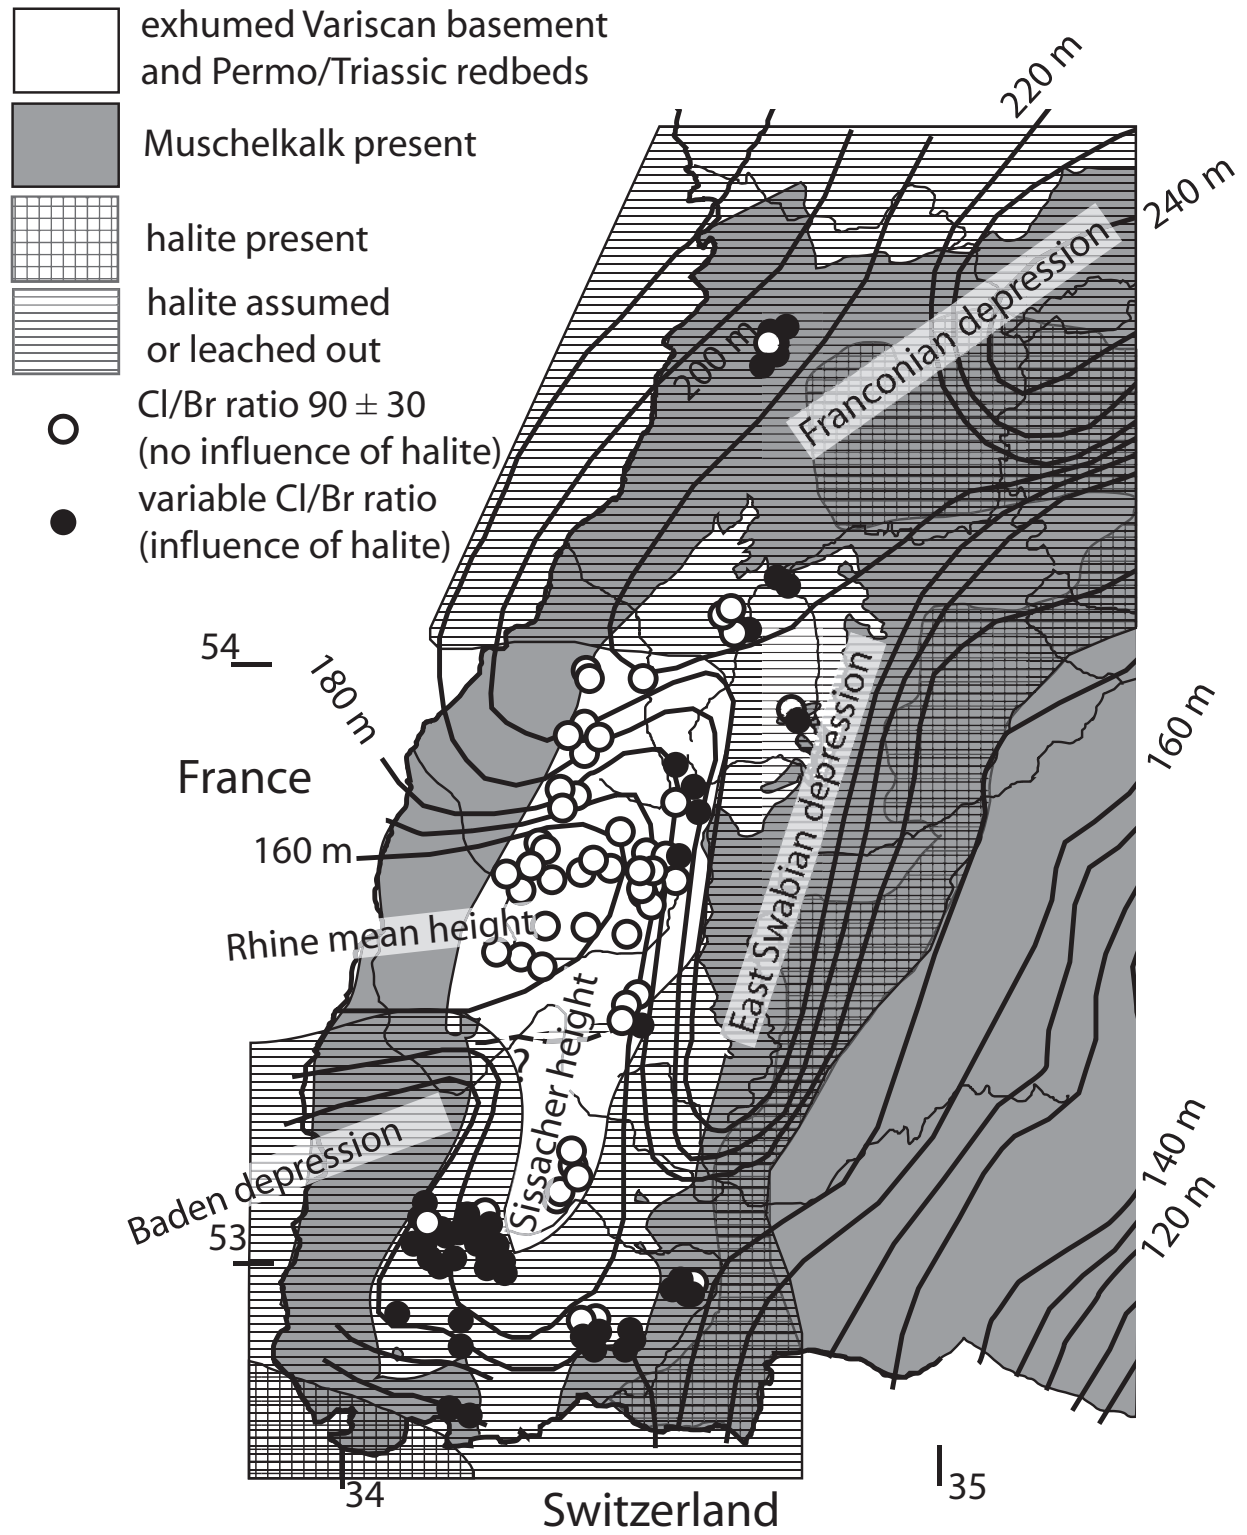 exhumed Variscan basement
and Permo/Triassic redbeds
Muschelkalk present
halite present
halite assumed
or leached out
Cl/Br ratio 90 ± 30
(no influence of halite)
variable Cl/Br ratio
(influence of halite)
220 m
240 m
200 m
Franconian depression
54
180 m
160 m
France
160 m
East Swabian depression
Rhine mean height
Sissacher height
?
Baden depression
140 m
120 m
53
34
35
Switzerland